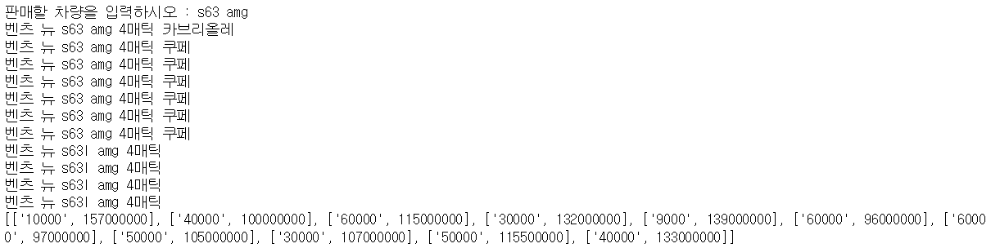 판매할 차량을 입력하시오 : s63 amg
벤츠 뉴 s63 amg 4매틱 카브리올레
벤츠 뉴 s63 amg 4매틱 쿠페
벤츠 뉴 s63 amg 4매틱 쿠페
벤츠 뉴 s63 amg 4매틱 쿠페
벤츠 뉴 s63 amg 4매틱 쿠페
벤츠 뉴 s63 amg 4매틱 쿠페
벤츠 뉴 s63 amg 4매틱 쿠페
벤츠 뉴 s63l amg 4매틱
벤츠 뉴 s63l amg 4매틱
벤츠 뉴 s63l amg 4매틱
벤츠 뉴 s63l amg 4매틱
[['10000', 157000000], ['40000', 100000000], ['60000', 115000000], ['30000', 132000000], ['9000', 139000000], ['60000', 96000000], ['6000
0', 97000000], ['50000', 105000000], ['30000', 107000000], ['50000', 115500000], ['40000', 133000000]]